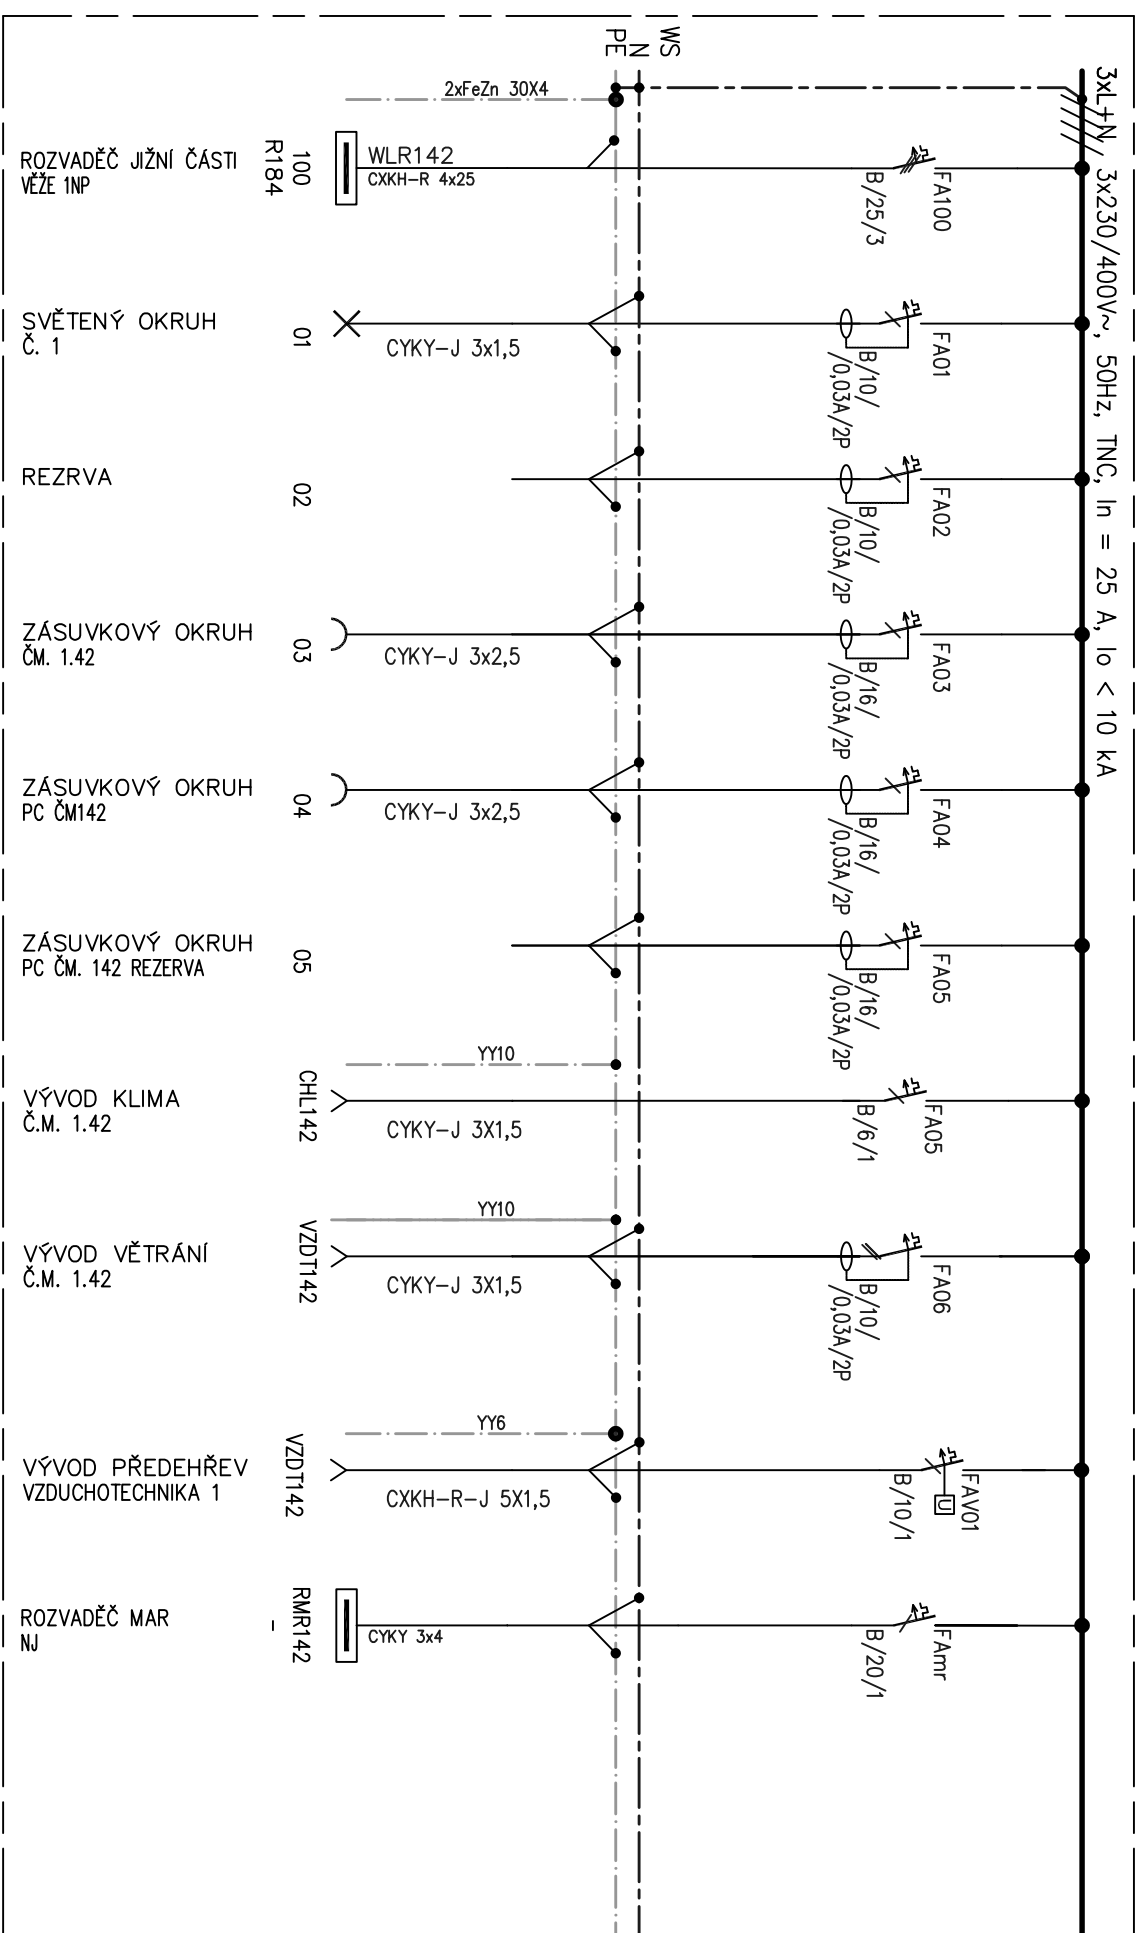 3xL+N, 3x230/400V~, 50Hz, TNC, In = 25 A, Io < 10 kA
WS
N
PE
2xFeZn 30X4
ROZVADĚČ JIŽNÍ ČÁSTI
VĚŽE 1NP
100
R184
WLR142
CXKH-R 4x25
FA100
B/25/3
SVĚTENÝ OKRUH
Č. 1
01
CYKY-J 3x1,5
FA01
B/10/
/0,03A/2P
REZRVA
02
FA02
B/10/
/0,03A/2P
ZÁSUVKOVÝ OKRUH
ČM. 1.42
03
CYKY-J 3x2,5
FA03
B/16/
/0,03A/2P
ZÁSUVKOVÝ OKRUH
PC ČM142
04
CYKY-J 3x2,5
FA04
B/16/
/0,03A/2P
ZÁSUVKOVÝ OKRUH
PC ČM. 142 REZERVA
05
FA05
B/16/
/0,03A/2P
YY10
VÝVOD KLIMA
Č.M. 1.42
CHL142
CYKY-J 3X1,5
FA05
B/6/1
YY10
VÝVOD VĚTRÁNÍ
Č.M. 1.42
VZDT142
CYKY-J 3X1,5
FA06
B/10/
/0,03A/2P
YY6
VÝVOD PŘEDEHŘEV
VZDUCHOTECHNIKA 1
VZDT142
CXKH-R-J 5X1,5
FAV01
U
B/10/1
ROZVADĚČ MAR
NJ
RMR142
-
CYKY 3x4
FAmr
B/20/1